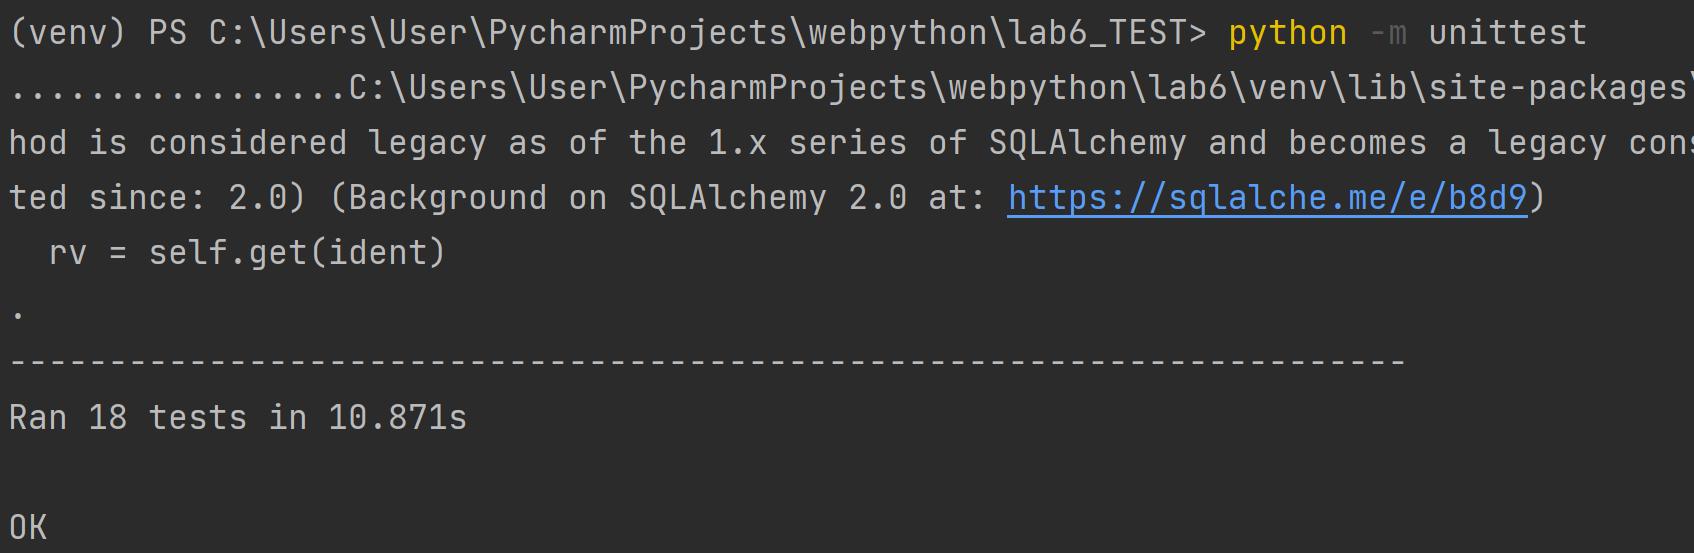 (venv) PS C:\Users\User\PycharmProjects\webpython\lab6_TEST> python -m unittest
.................C:\Users\User\PycharmProjects\webpython\lab6\venv\lib\site-packages\
hod is considered legacy as of the 1.x series of SQLAlchemy and becomes a legacy cons
ted since: 2.0) (Background on SQLAlchemy 2.0 at: https://sqlalche.me/e/b8d9)
  rv = self.get(ident)
.
----------------------------------------------------------------------
Ran 18 tests in 10.871s

OK